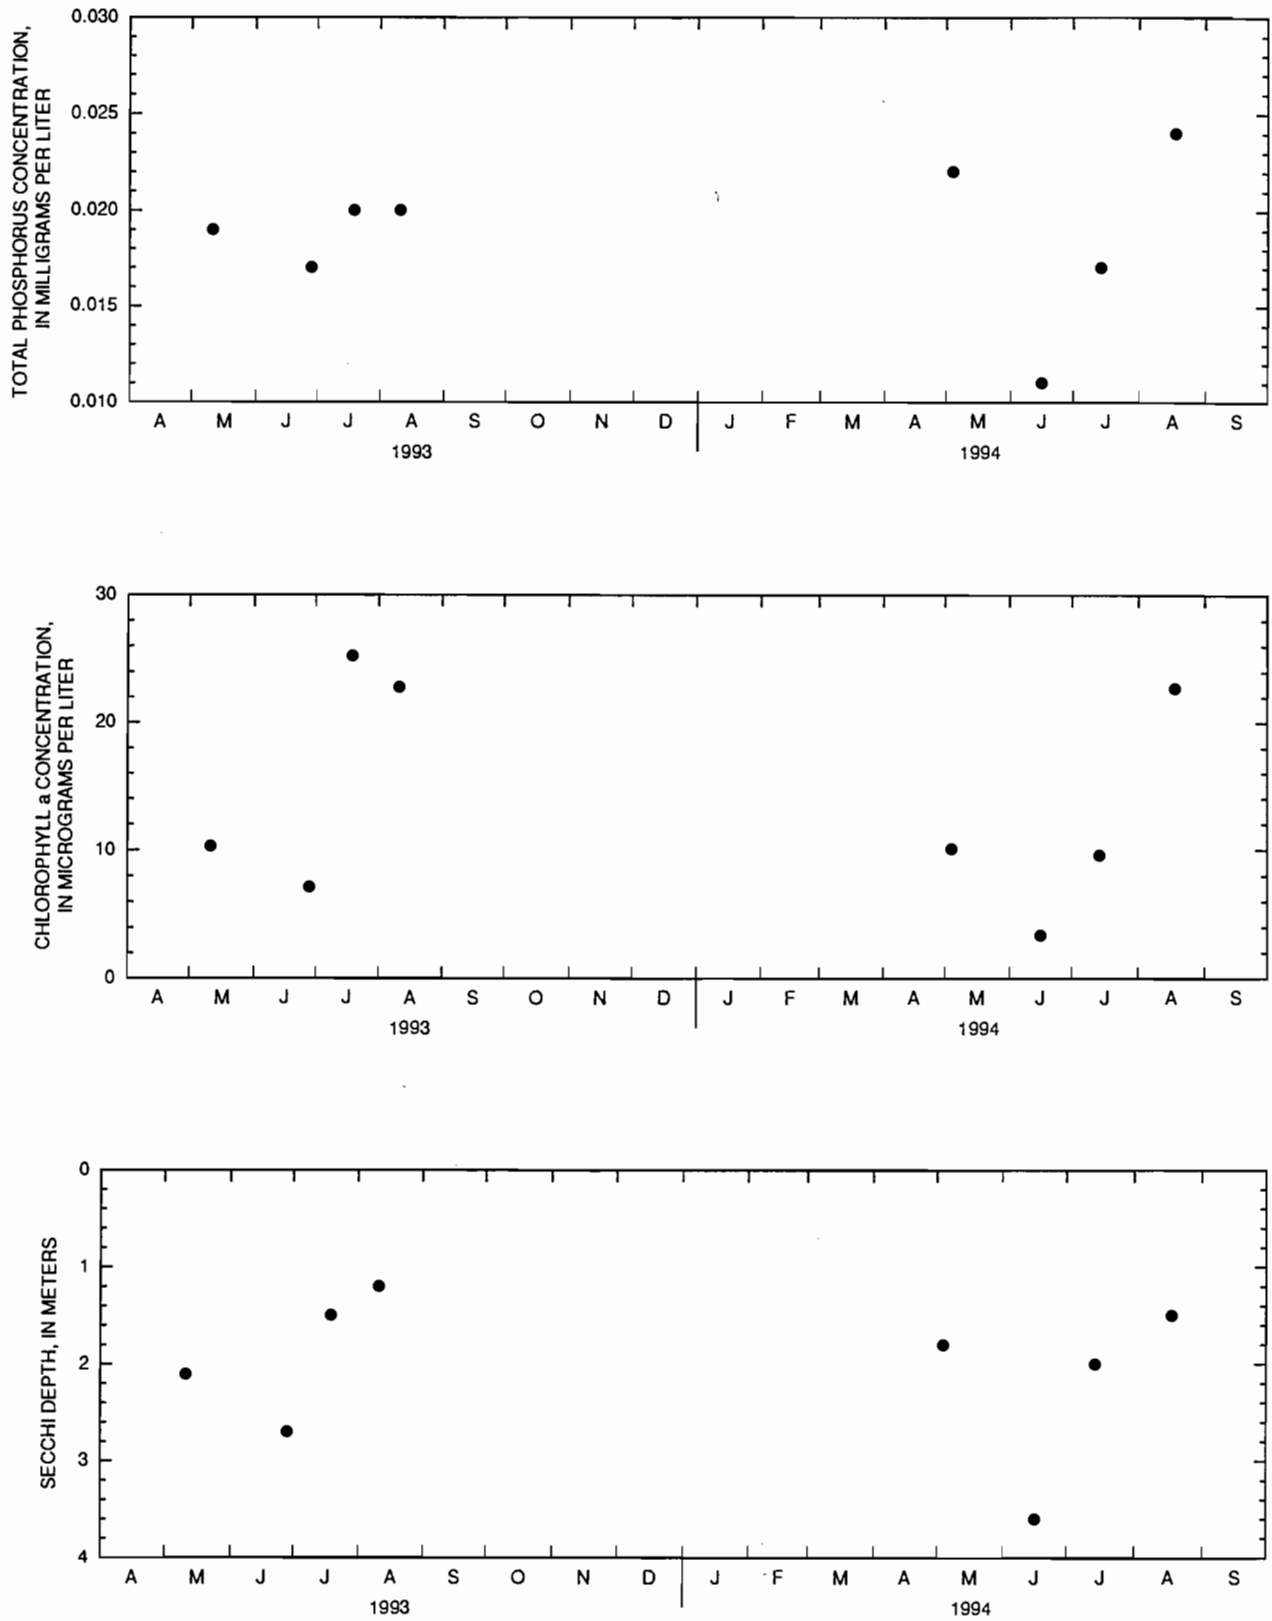 TOTAL PHOSPHORUS CONCENTRATION,
IN MILLIGRAMS PER LITER
0.030
0.025
0.020
0.015
0.010
A M J J A S O N D J F M A M J J A S
1993 1994
CHLOROPHYLL a CONCENTRATION,
IN MICROGRAMS PER LITER
30
20
10
0
A M J J A S O N D J F M A M J J A S
1993 1994
SECCHI DEPTH, IN METERS
0
1
2
3
4
A M J J A S O N D J F M A M J J A S
1993 1994